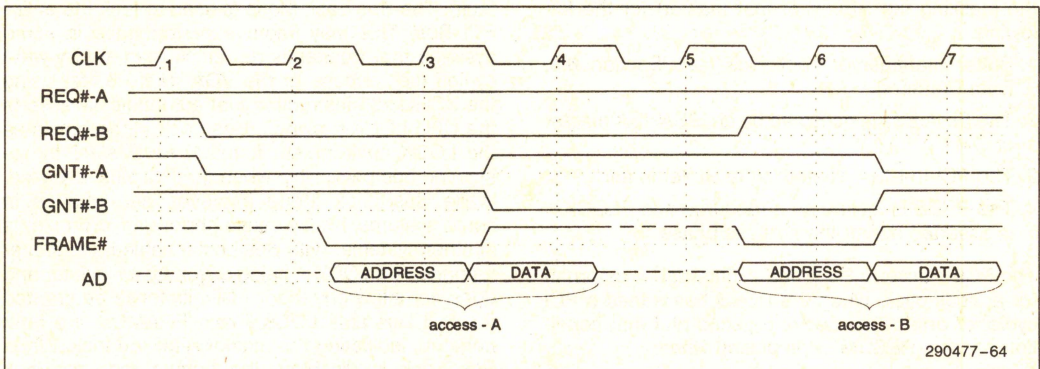 CLK 1 2 3 4 5 6 7
REQ#-A
REQ#-B
GNT#-A
GNT#-B
FRAME#
AD ADDRESS DATA ADDRESS DATA
access - A access - B
290477-64